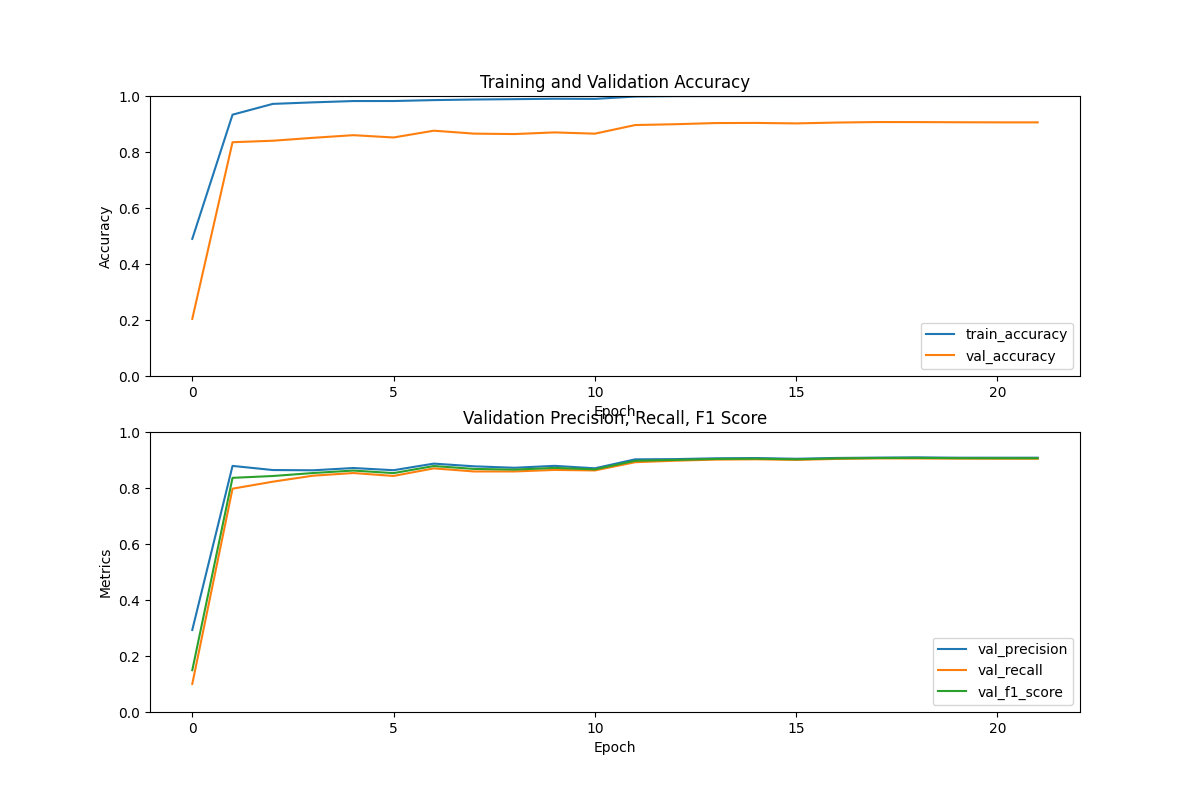 Training and Validation Accuracy
1.0
0.8
0.6
0.4
0.2
0.0
Accuracy
train_accuracy
val_accuracy
0 5 10 15 20
Epoch
Validation Precision, Recall, F1 Score
1.0
0.8
0.6
0.4
0.2
0.0
Metrics
val_precision
val_recall
val_f1_score
0 5 10 15 20
Epoch